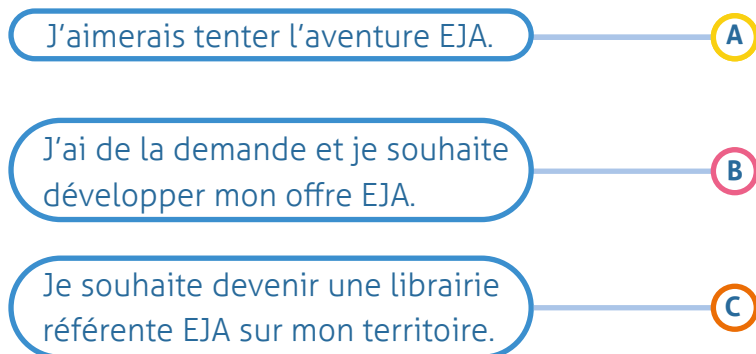 J’aimerais tenter l’aventure EJA.
A
J’ai de la demande et je souhaite
développer mon offre EJA.
B
Je souhaite devenir une librairie
référente EJA sur mon territoire.
C